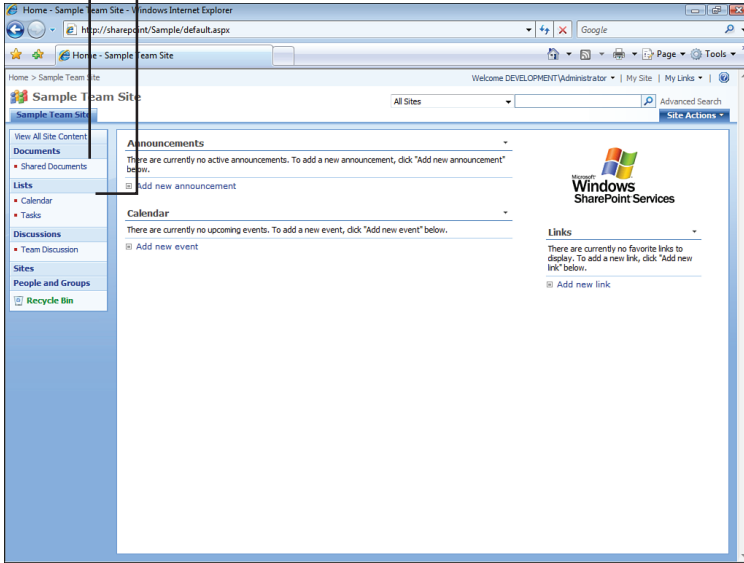 Home - Sample Team Site - Windows Internet Explorer
http://sharepoint/Sample/default.aspx
Google
Home - Sample Team Site
Page
Tools
Home > Sample Team Site
Welcome DEVELOPMENT\Administrator
My Site
My Links
Sample Team Site
All Sites
Advanced Search
Sample Team Site
Site Actions
View All Site Content
Documents
Shared Documents
Lists
Calendar
Tasks
Discussions
Team Discussion
Sites
People and Groups
Recycle Bin
Announcements
There are currently no active announcements. To add a new announcement, click "Add new announcement"
below.
Add new announcement
Calendar
There are currently no upcoming events. To add a new event, click "Add new event" below.
Add new event
Microsoft
Windows
SharePoint Services
Links
There are currently no favorite links to
display. To add a new link, click "Add new
link" below.
Add new link